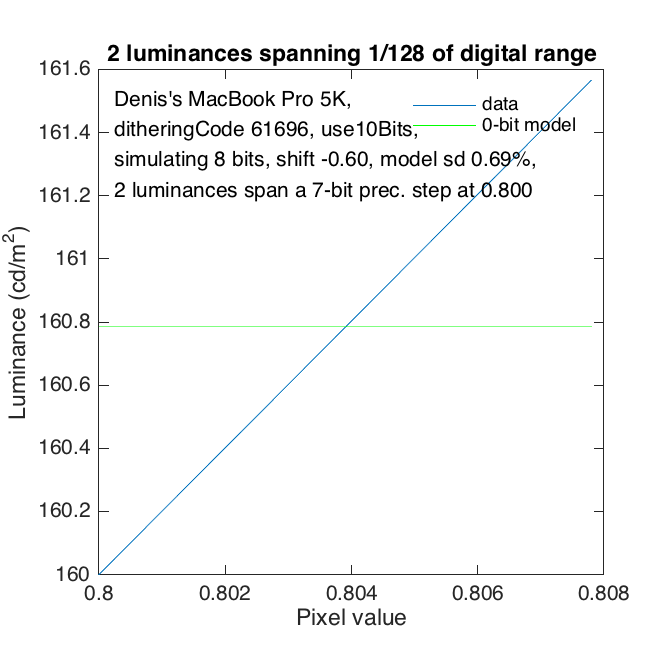 2 luminances spanning 1/128 of digital range
161.6
161.4
161.2
161
160.8
160.6
160.4
160.2
160
Luminance (cd/m²)
Denis's MacBook Pro 5K,
ditheringCode 61696, use10Bits,
simulating 8 bits, shift -0.60, model sd 0.69%,
2 luminances span a 7-bit prec. step at 0.800
data
0-bit model
0.8
0.802
0.804
0.806
0.808
Pixel value